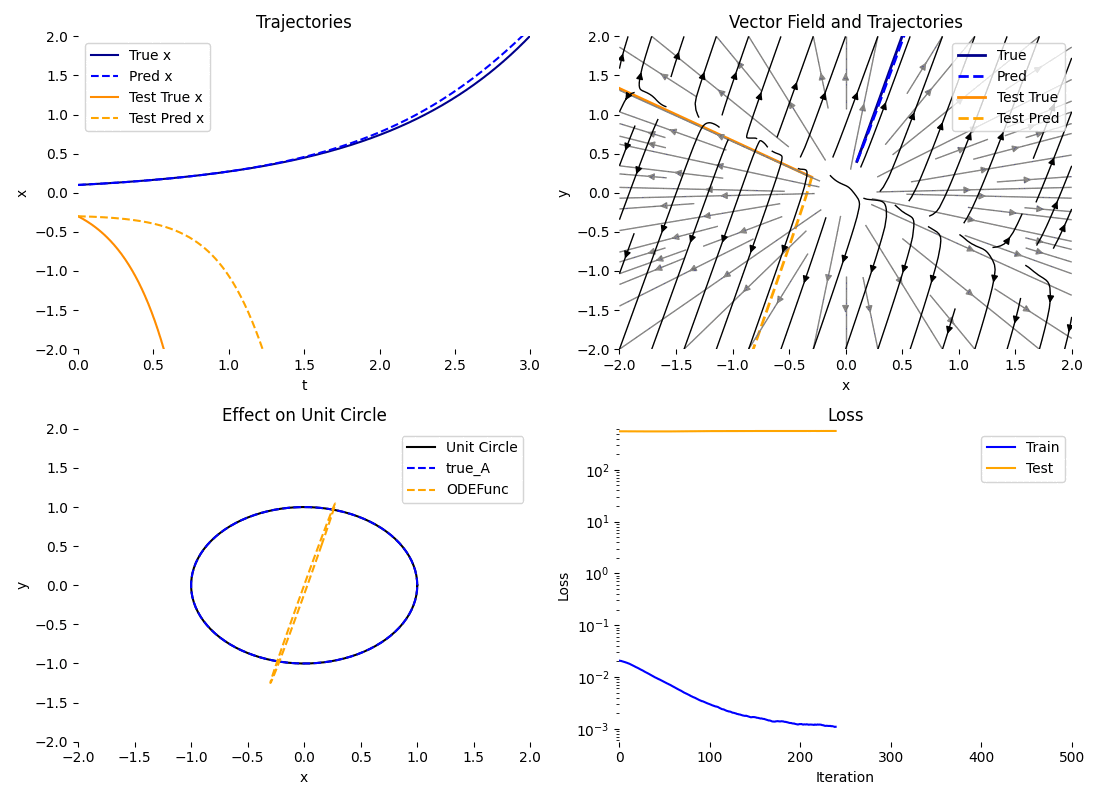 Trajectories
2.0
1.5
1.0
0.5
0.0
−0.5
−1.0
−1.5
−2.0
x
True x
Pred x
Test True x
Test Pred x
0.0 0.5 1.0 1.5 2.0 2.5 3.0
t
Vector Field and Trajectories
2.0
1.5
1.0
0.5
0.0
−0.5
−1.0
−1.5
−2.0
y
True
Pred
Test True
Test Pred
−2.0 −1.5 −1.0 −0.5 0.0 0.5 1.0 1.5 2.0
x
Effect on Unit Circle
2.0
1.5
1.0
0.5
0.0
−0.5
−1.0
−1.5
−2.0
y
Unit Circle
true_A
ODEFunc
−2.0 −1.5 −1.0 −0.5 0.0 0.5 1.0 1.5 2.0
x
Loss
10²
10¹
10⁰
10⁻¹
10⁻²
10⁻³
Loss
Train
Test
0 100 200 300 400 500
Iteration